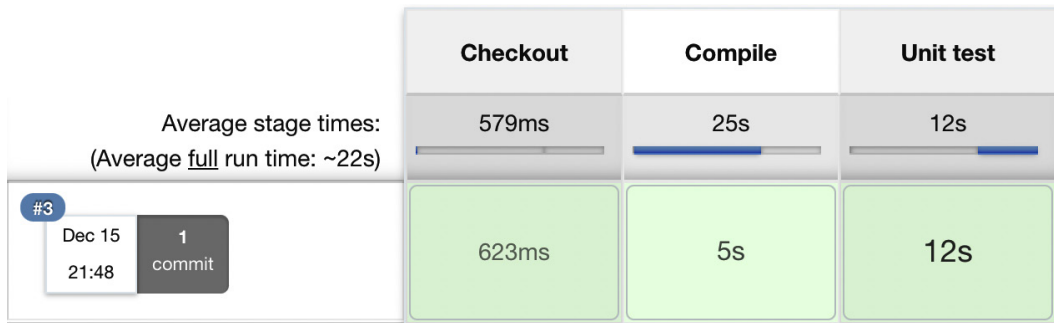 Checkout Compile Unit test
Average stage times: 579ms 25s 12s
(Average full run time: ~22s)
#3
Dec 15 1
21:48 commit
623ms 5s 12s